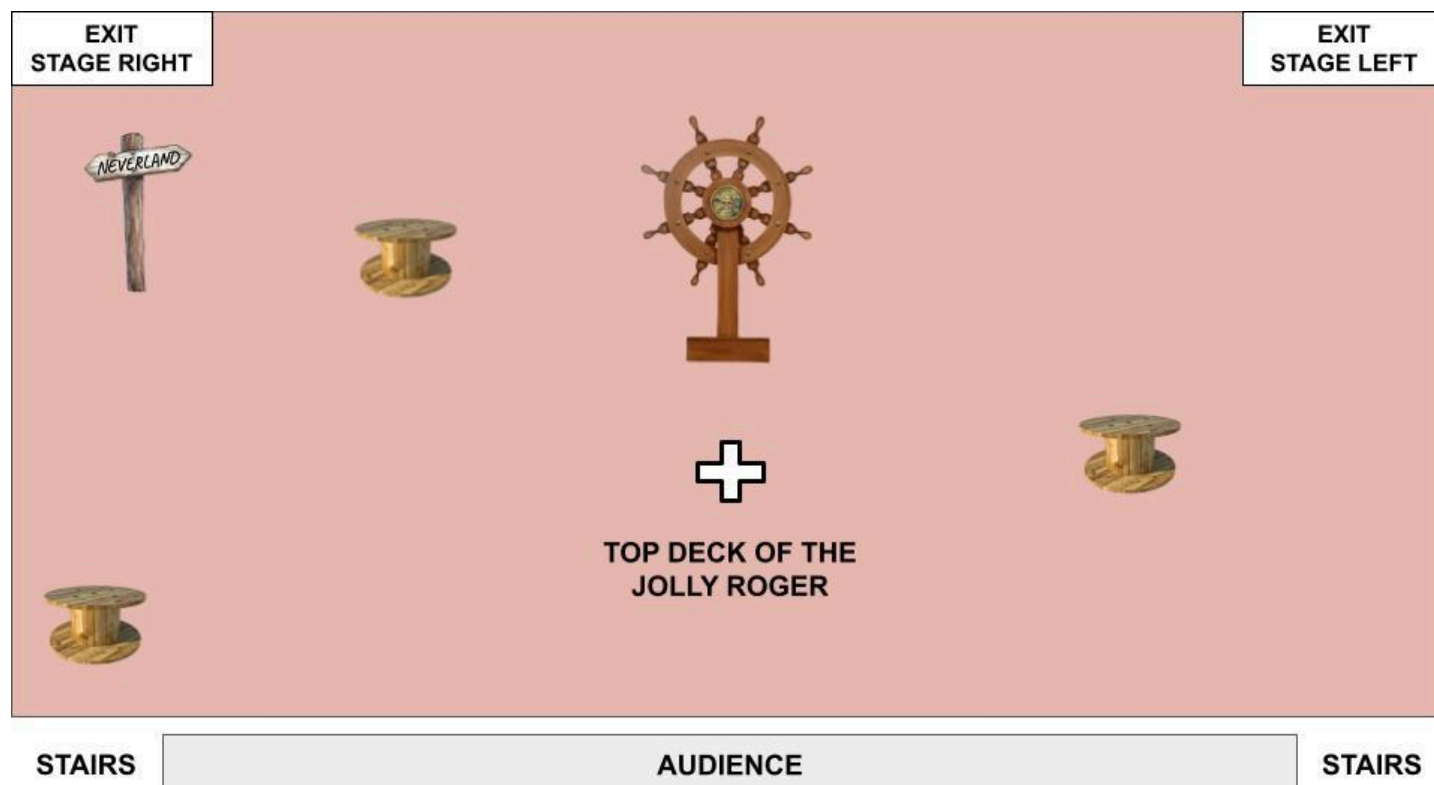 EXIT
STAGE RIGHT
EXIT
STAGE LEFT
NEVERLAND
TOP DECK OF THE
JOLLY ROGER
STAIRS
AUDIENCE
STAIRS